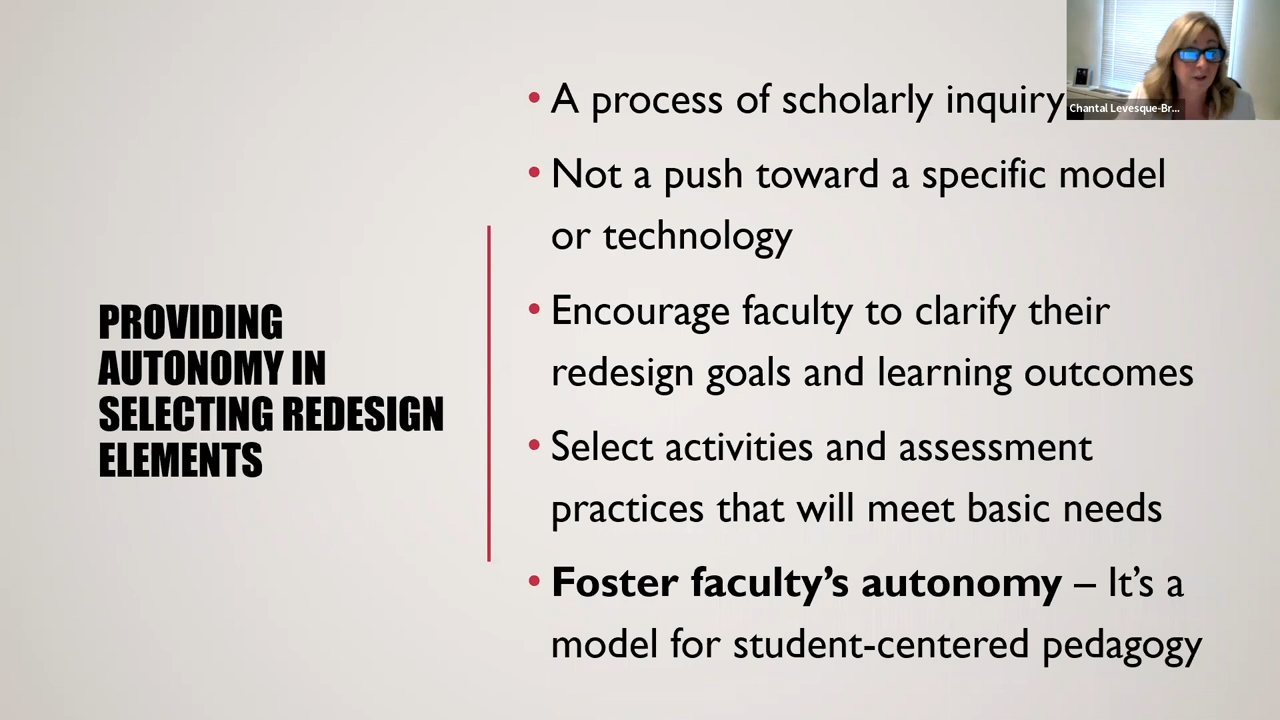 PROVIDING
AUTONOMY IN
SELECTING REDESIGN
ELEMENTS
• A process of scholarly inquiry
• Not a push toward a specific model
or technology
• Encourage faculty to clarify their
redesign goals and learning outcomes
• Select activities and assessment
practices that will meet basic needs
• Foster faculty’s autonomy – It’s a
model for student-centered pedagogy
Chantal Levesque-Br...